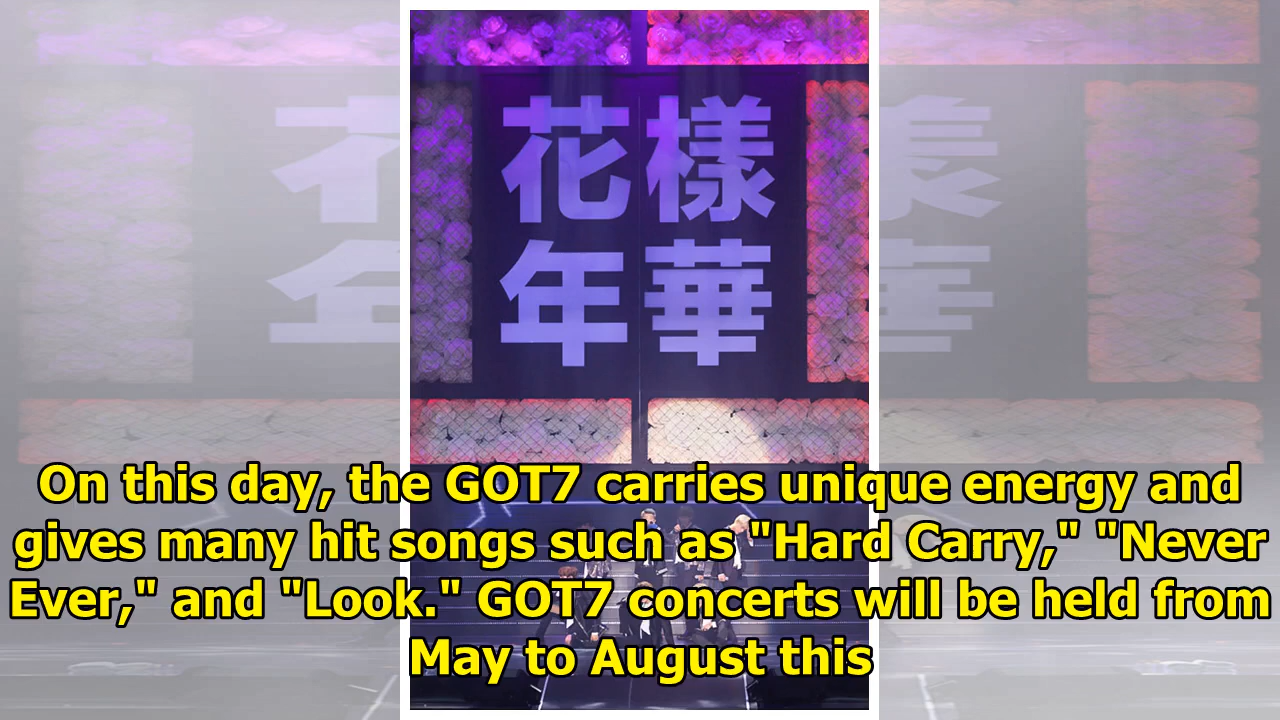 花樣
年華
On this day, the GOT7 carries unique energy and
gives many hit songs such as "Hard Carry," "Never
Ever," and "Look." GOT7 concerts will be held from
May to August this